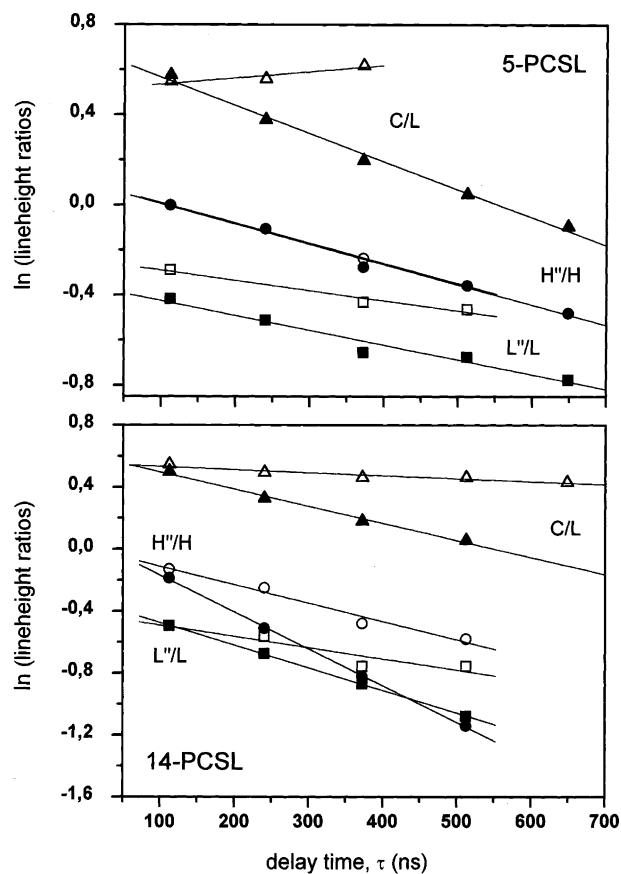 0,8
0,4
0,0
-0,4
-0,8
ln (lineheight ratios)
5-PCSL
C/L
H"/H
L"/L
0,8
0,4
0,0
-0,4
-0,8
-1,2
-1,6
ln (lineheight ratios)
C/L
H"/H
L"/L
14-PCSL
100 200 300 400 500 600 700
delay time, τ (ns)